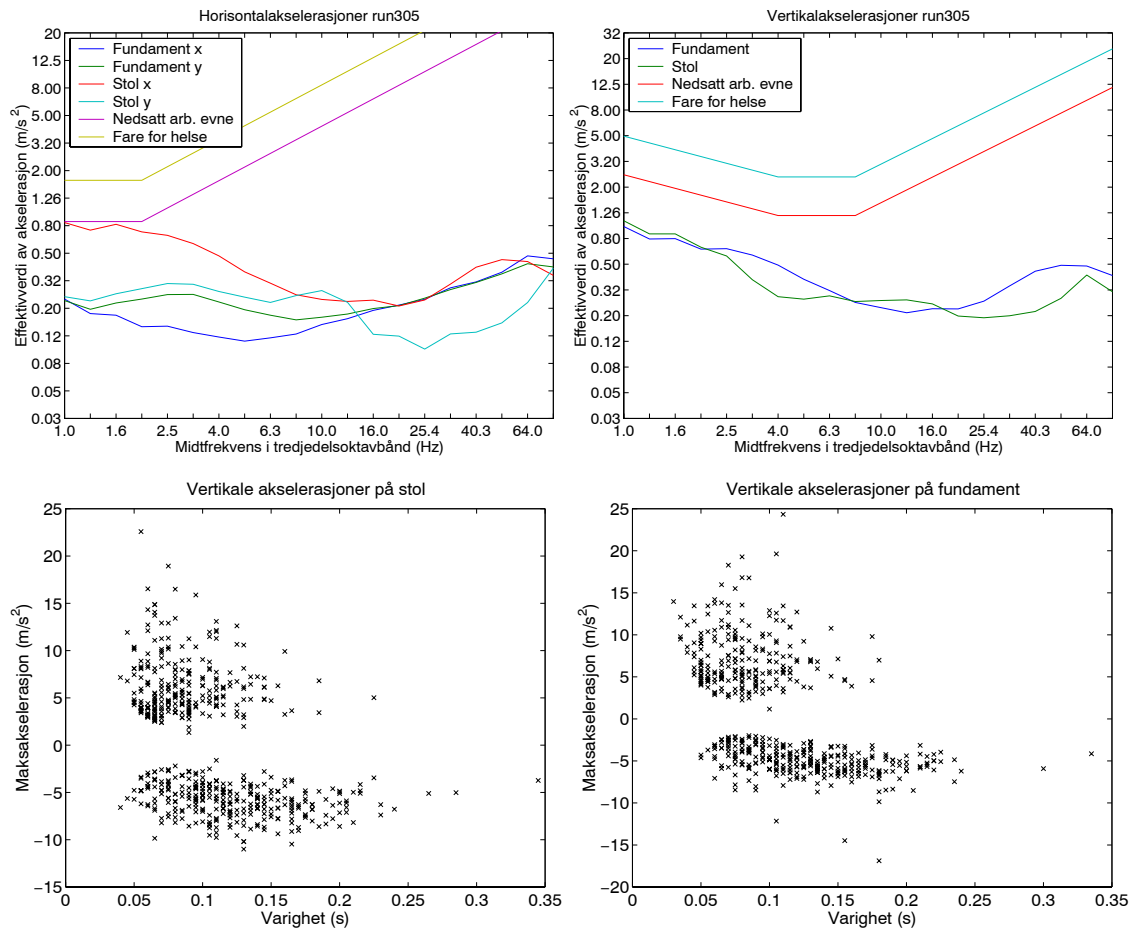 Horisontalakselerasjoner run305
Effektivverdi av akselerasjon (m/s²)
20
12.5
8.00
5.00
3.20
2.00
1.26
0.80
0.50
0.32
0.20
0.12
0.08
0.05
0.03
Fundament x
Fundament y
Stol x
Stol y
Nedsatt arb. evne
Fare for helse
1.0 1.6 2.5 4.0 6.3 10.0 16.0 25.4 40.3 64.0
Midtfrekvens i tredjedelsoktavbånd (Hz)
Vertikalakselerasjon run305
Effektivverdi av akselerasjon (m/s²)
32
20
12.5
8.00
5.00
3.20
2.00
1.26
0.80
0.50
0.32
0.20
0.12
0.08
0.05
0.03
Fundament
Stol
Nedsatt arb. evne
Fare for helse
1.0 1.6 2.5 4.0 6.3 10.0 16.0 25.4 40.3 64.0
Midtfrekvens i tredjedelsoktavbånd (Hz)
Vertikale akselerasjoner på stol
Maksakselerasjon (m/s²)
25
20
15
10
5
0
−5
−10
−15
0 0.05 0.1 0.15 0.2 0.25 0.3 0.35
Varighet (s)
Vertikale akselerasjoner på fundament
Maksakselerasjon (m/s²)
25
20
15
10
5
0
−5
−10
−15
−20
0 0.05 0.1 0.15 0.2 0.25 0.3 0.35
Varighet (s)